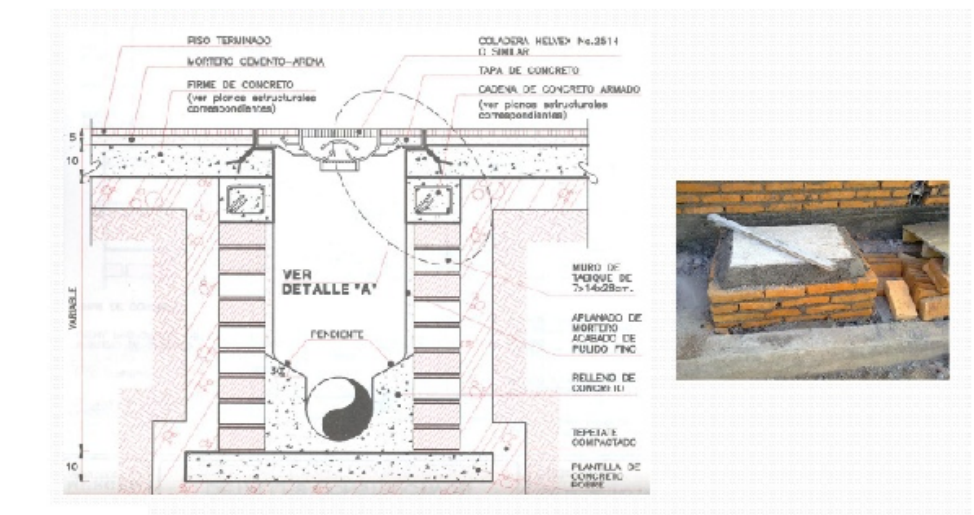 PISO TERMINADO
MORTERO CEMENTO-ARENA
FIRME DE CONCRETO
(ver planos estructurales
correspondientes)
COLADERA HELVEX No.2514
O SIMILAR
TAPA DE CONCRETO
CADENA DE CONCRETO ARMADO
(ver planos estructurales
correspondientes)
5
10
VARIABLE
10
VER
DETALLE "A"
PENDIENTE
MURO DE
TABIQUE DE
7x14x28cm.
APLANADO DE
MORTERO
ACABADO DE
PULIDO FINO
RELLENO DE
CONCRETO
TEPETATE
COMPACTADO
PLANTILLA DE
CONCRETO
POBRE